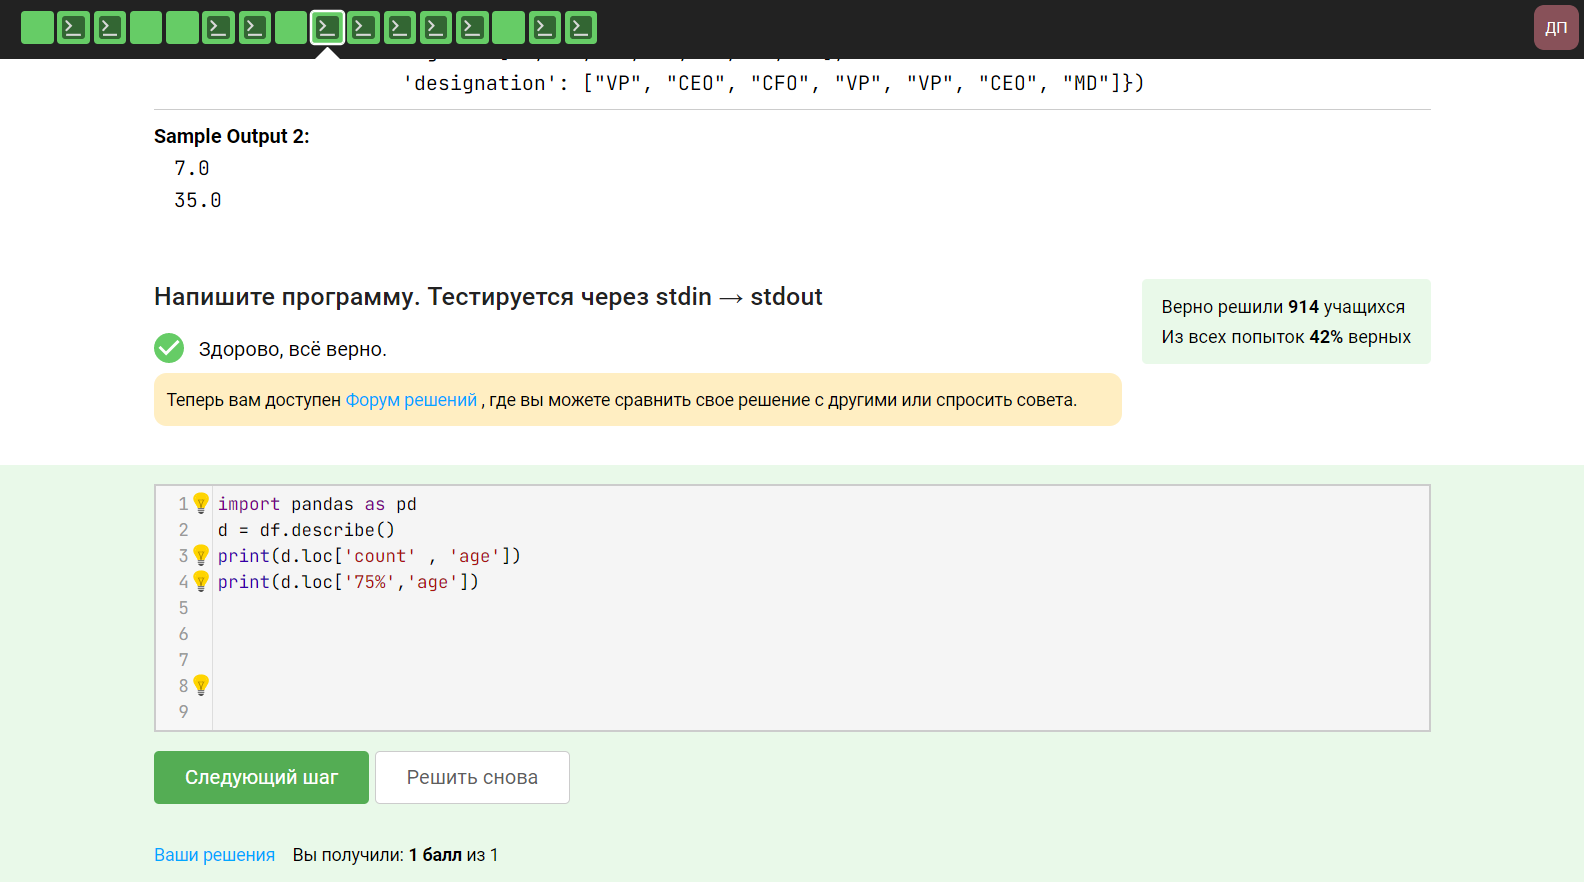 ДП
'designation': ["VP", "CEO", "CFO", "VP", "VP", "CEO", "MD"]})
Sample Output 2:
7.0
35.0
Напишите программу. Тестируется через stdin → stdout
Верно решили 914 учащихся
Из всех попыток 42% верных
Здорово, всё верно.
Теперь вам доступен Форум решений , где вы можете сравнить свое решение с другими или спросить совета.
1 import pandas as pd
2 d = df.describe()
3 print(d.loc['count' , 'age'])
4 print(d.loc['75%','age'])
5
6
7
8
9
Следующий шаг
Решить снова
Ваши решения Вы получили: 1 балл из 1